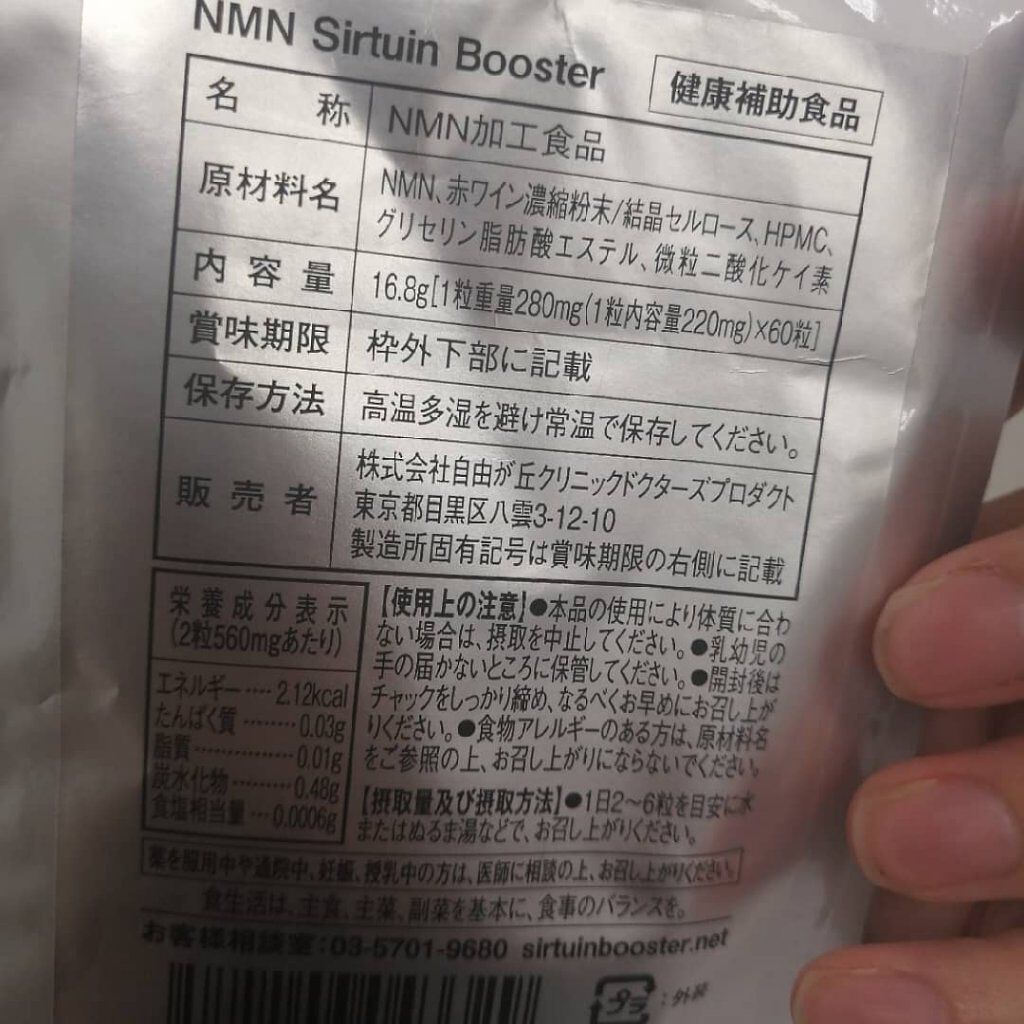 NMN Sirtuin Booster
健康補助食品
名称 NMN加工食品
原材料名 NMN、赤ワイン濃縮粉末/結晶セルロース、HPMC、
グリセリン脂肪酸エステル、微粒二酸化ケイ素
内容量 16.8g[1粒重量280mg(1粒内容量220mg)×60粒]
賞味期限 枠外下部に記載
保存方法 高温多湿を避け常温で保存してください。
販売者 株式会社自由が丘クリニックドクターズプロダクト
東京都目黒区八雲3-12-10
製造所固有記号は賞味期限の右側に記載
栄養成分表示
(2粒560mgあたり)
エネルギー‥‥2.12kcal
たんぱく質‥‥‥‥0.03g
脂質‥‥‥‥‥‥‥0.01g
炭水化物‥‥‥‥‥0.48g
食塩相当量‥‥0.0006g
【使用上の注意】●本品の使用により体質に合わ
ない場合は、摂取を中止してください。●乳幼児の
手の届かないところに保管してください。●開封後は
チャックをしっかり締め、なるべくお早めにお召し上が
りください。●食物アレルギーのある方は、原材料名
をご参照の上、お召し上がりにならないでください。
【摂取量及び摂取方法】●1日2〜6粒を目安に水
またはぬるま湯などで、お召し上がりください。
薬を服用中や通院中、妊娠、授乳中の方は、医師に相談の上、お召し上がりください。
食生活は、主食、主菜、副菜を基本に、食事のバランスを。
お客様相談室:03-5701-9680 sirtuinbooster.net
プラ :外装